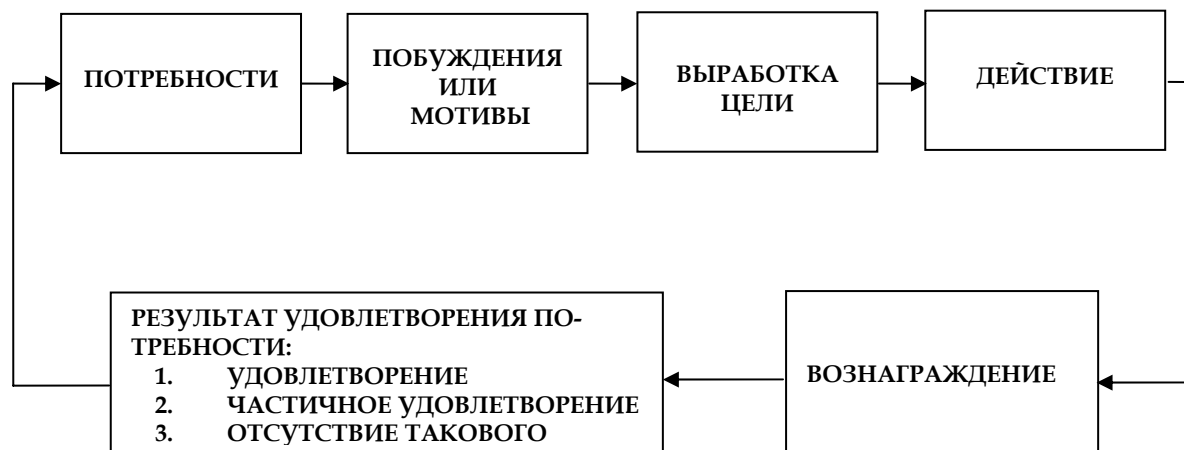 ПОТРЕБНОСТИ
ПОБУЖДЕНИЯ
ИЛИ
МОТИВЫ
ВЫРАБОТКА
ЦЕЛИ
ДЕЙСТВИЕ
РЕЗУЛЬТАТ УДОВЛЕТВОРЕНИЯ ПО-
ТРЕБНОСТИ:
1. УДОВЛЕТВОРЕНИЕ
2. ЧАСТИЧНОЕ УДОВЛЕТВОРЕНИЕ
3. ОТСУТСТВИЕ ТАКОВОГО
ВОЗНАГРАЖДЕНИЕ